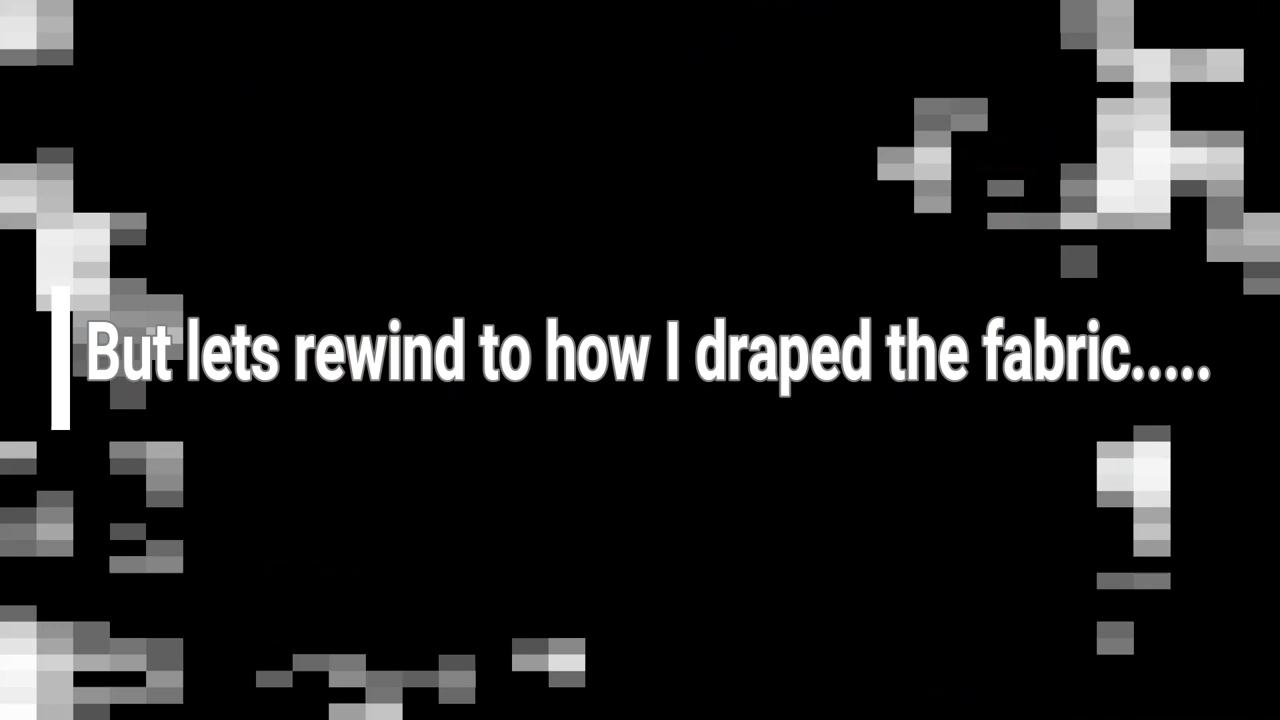 But lets rewind to how I draped the fabric.....